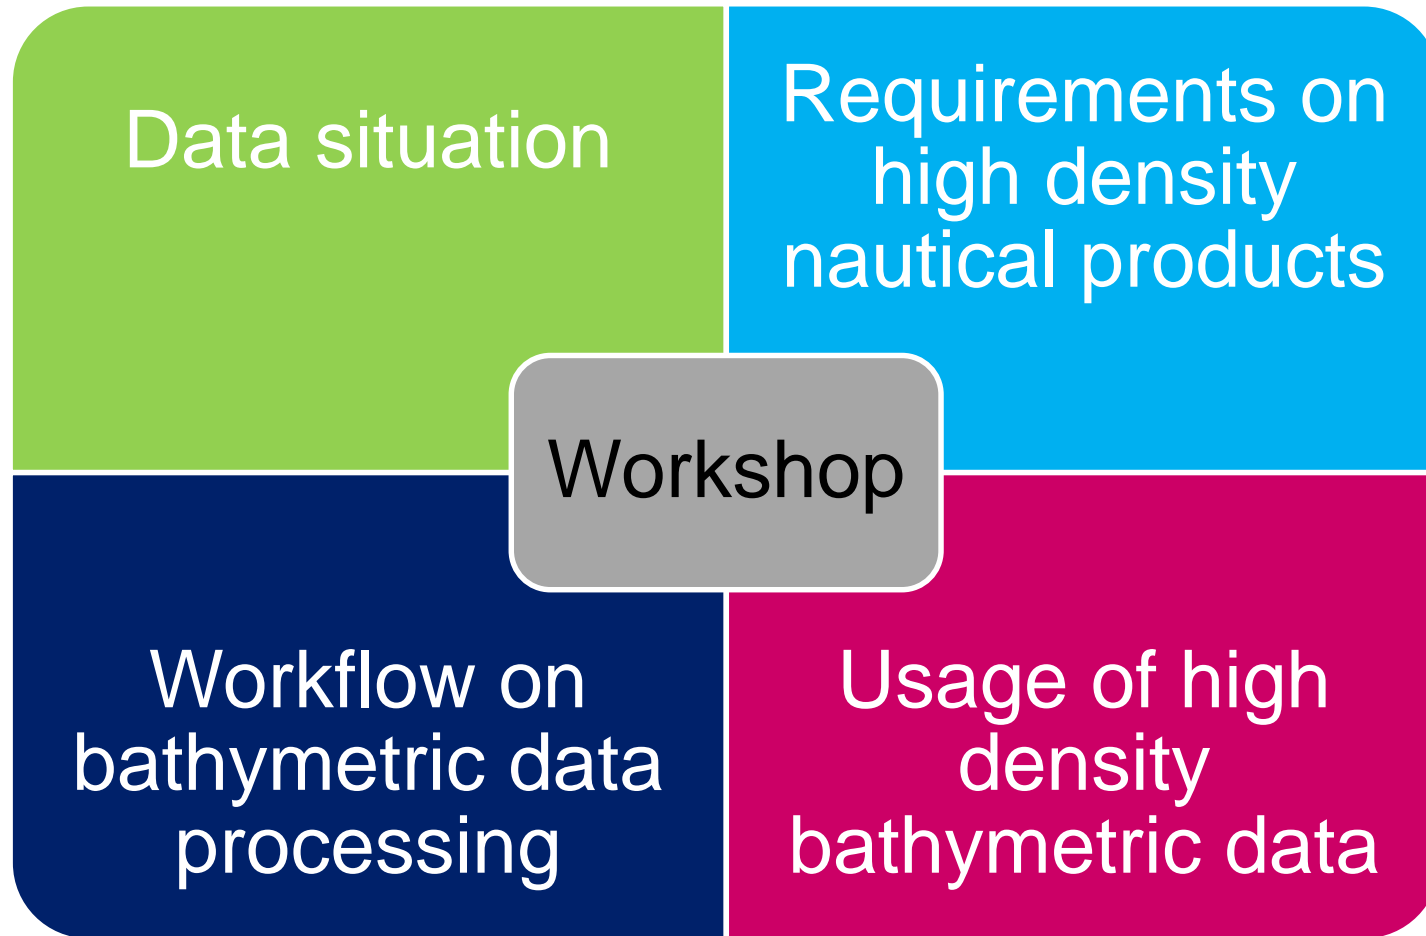 Data situation
Requirements on
high density
nautical products
Workshop
Workflow on
bathymetric data
processing
Usage of high
density
bathymetric data